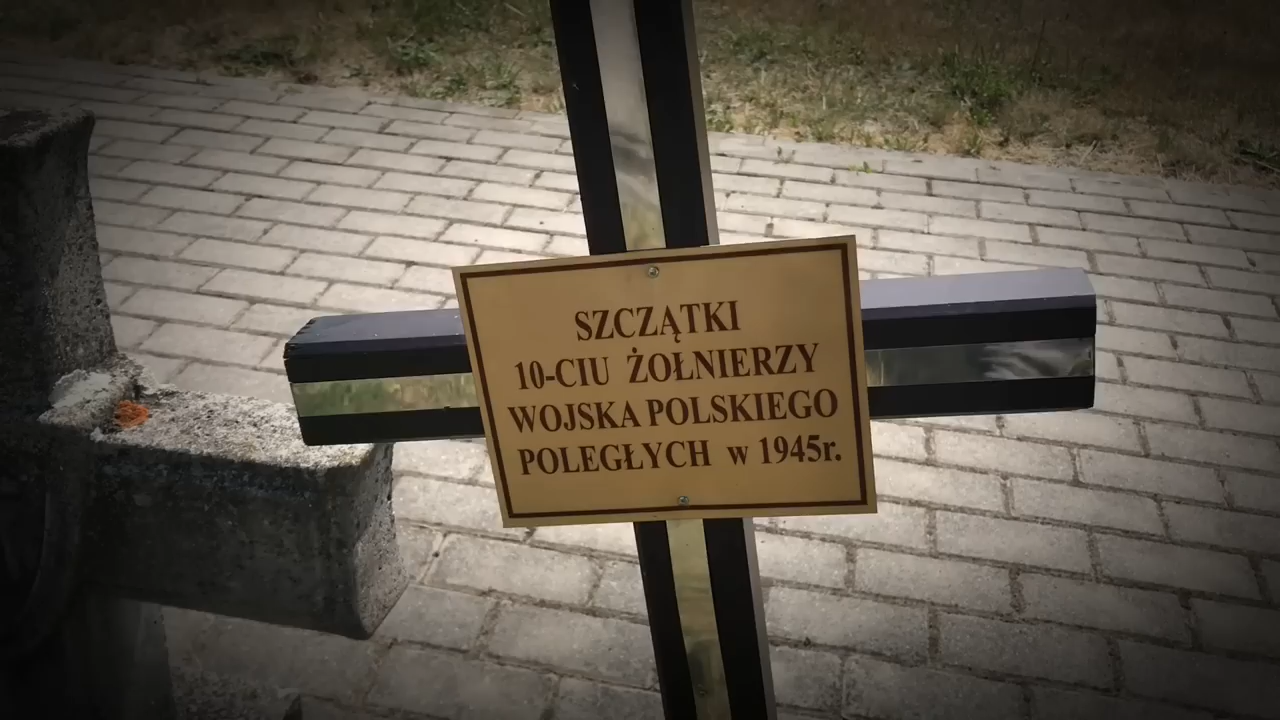 SZCZĄTKI
10-CIU ŻOŁNIERZY
WOJSKA POLSKIEGO
POLEGŁYCH w 1945r.